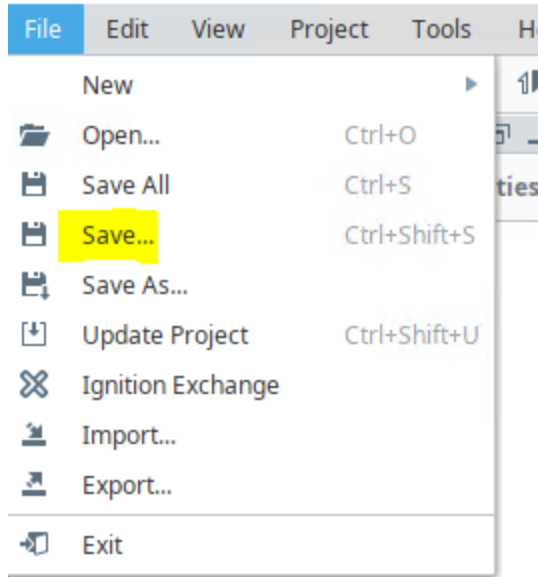 File Edit View Project Tools
New
Open... Ctrl+O
Save All Ctrl+S
ties
Save... Ctrl+Shift+S
Save As...
Update Project Ctrl+Shift+U
Ignition Exchange
Import...
Export...
Exit